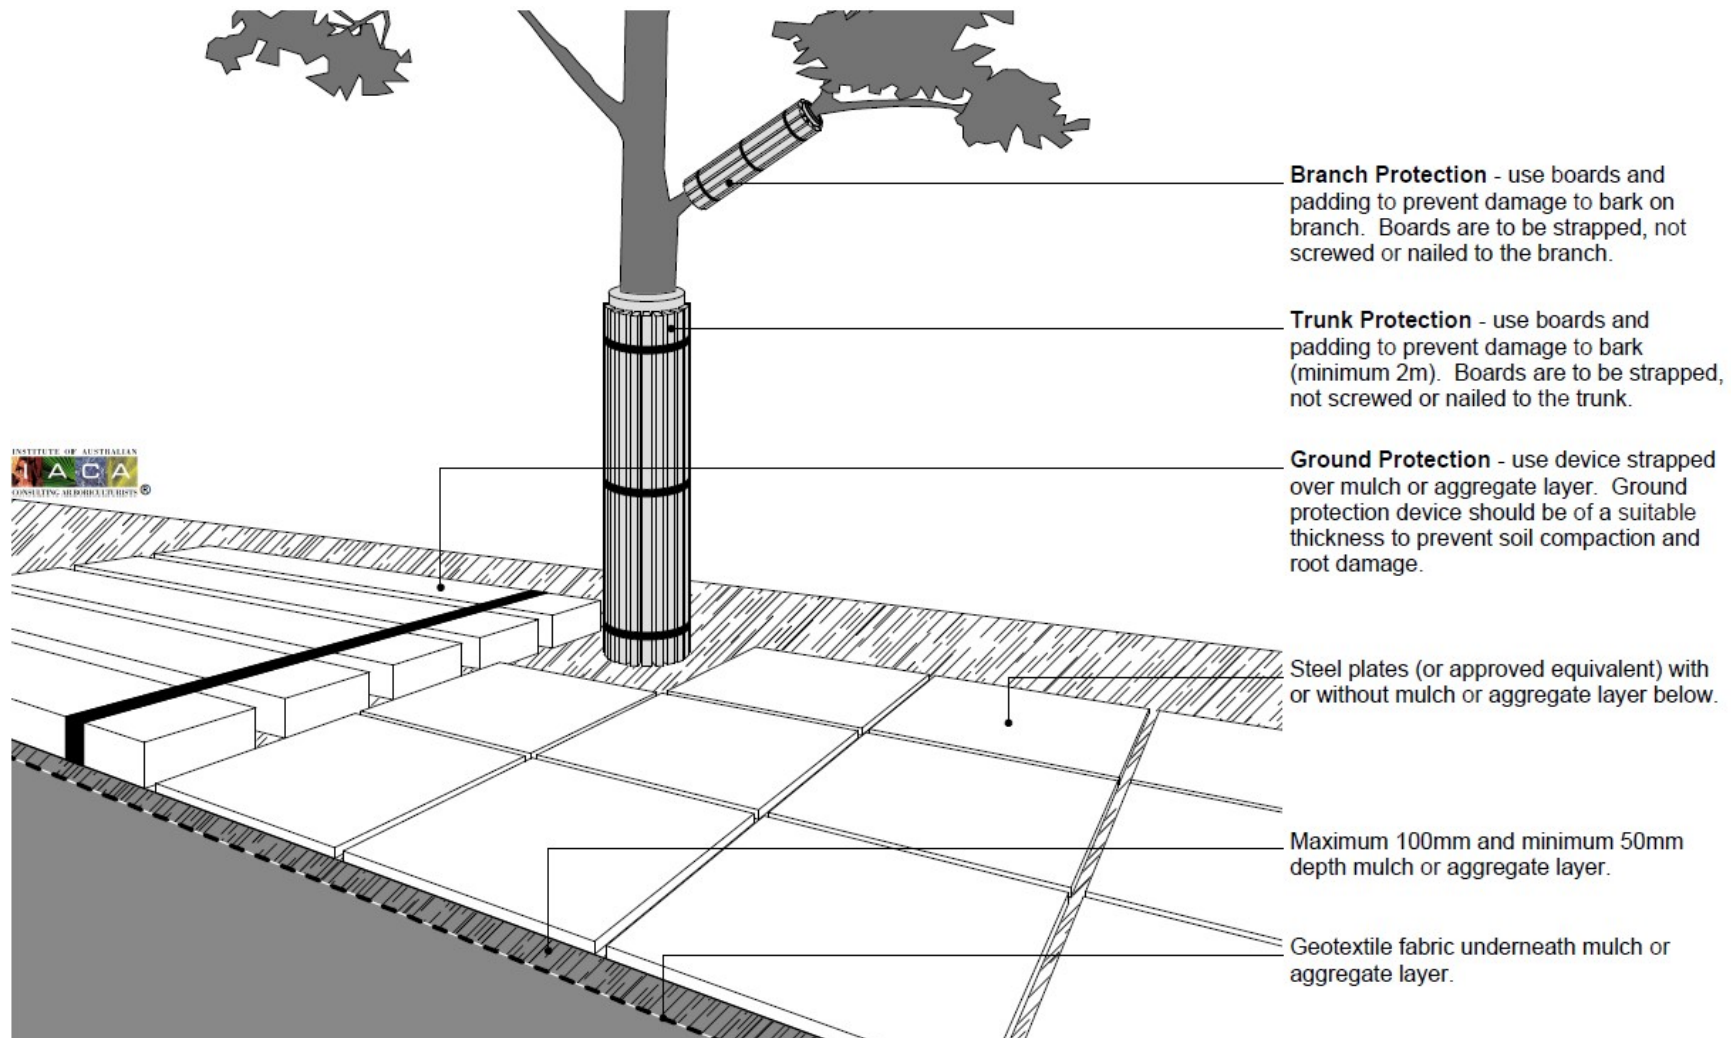 Branch Protection - use boards and
padding to prevent damage to bark on
branch. Boards are to be strapped, not
screwed or nailed to the branch.
Trunk Protection - use boards and
padding to prevent damage to bark
(minimum 2m). Boards are to be strapped,
not screwed or nailed to the trunk.
INSTITUTE OF AUSTRALIAN
IACA
CONSULTING ARBORICULTURISTS ®
Ground Protection - use device strapped
over mulch or aggregate layer. Ground
protection device should be of a suitable
thickness to prevent soil compaction and
root damage.
Steel plates (or approved equivalent) with
or without mulch or aggregate layer below.
Maximum 100mm and minimum 50mm
depth mulch or aggregate layer.
Geotextile fabric underneath mulch or
aggregate layer.